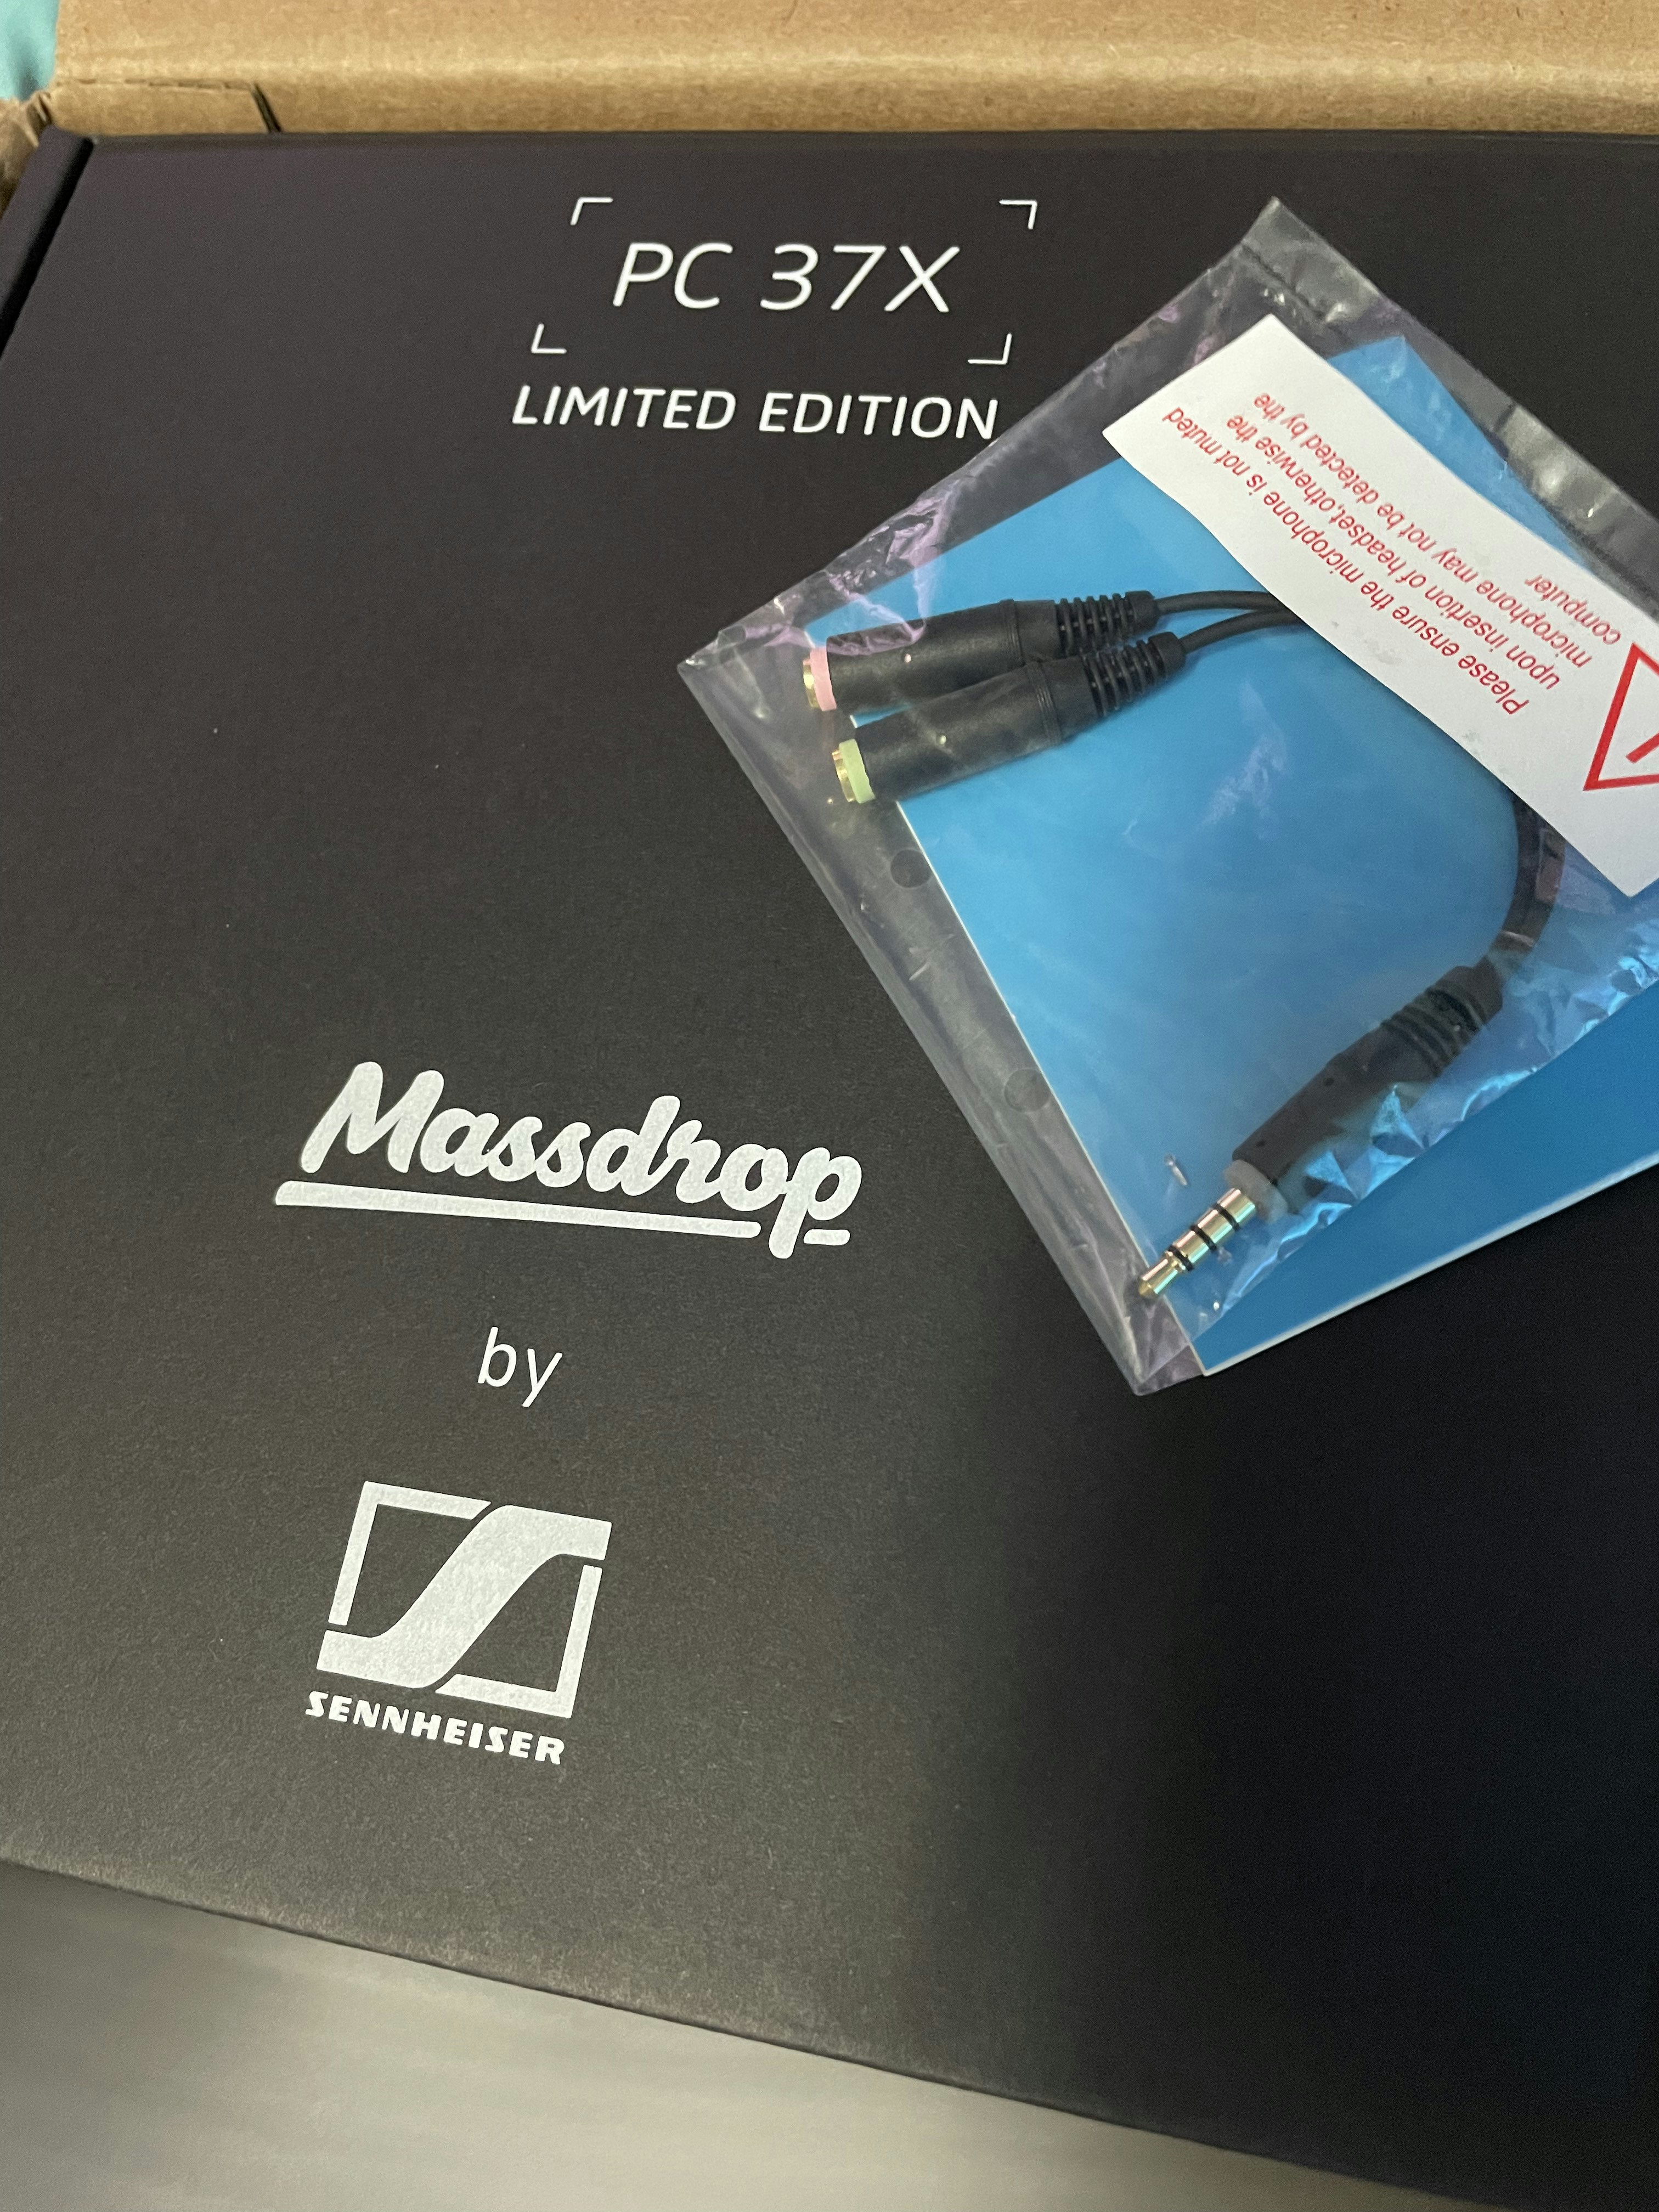 PC 37X
LIMITED EDITION
Please ensure the microphone is not muted
upon insertion of headset,otherwise the
microphone may not be detected by the
computer
Massdrop
by
SENNHEISER